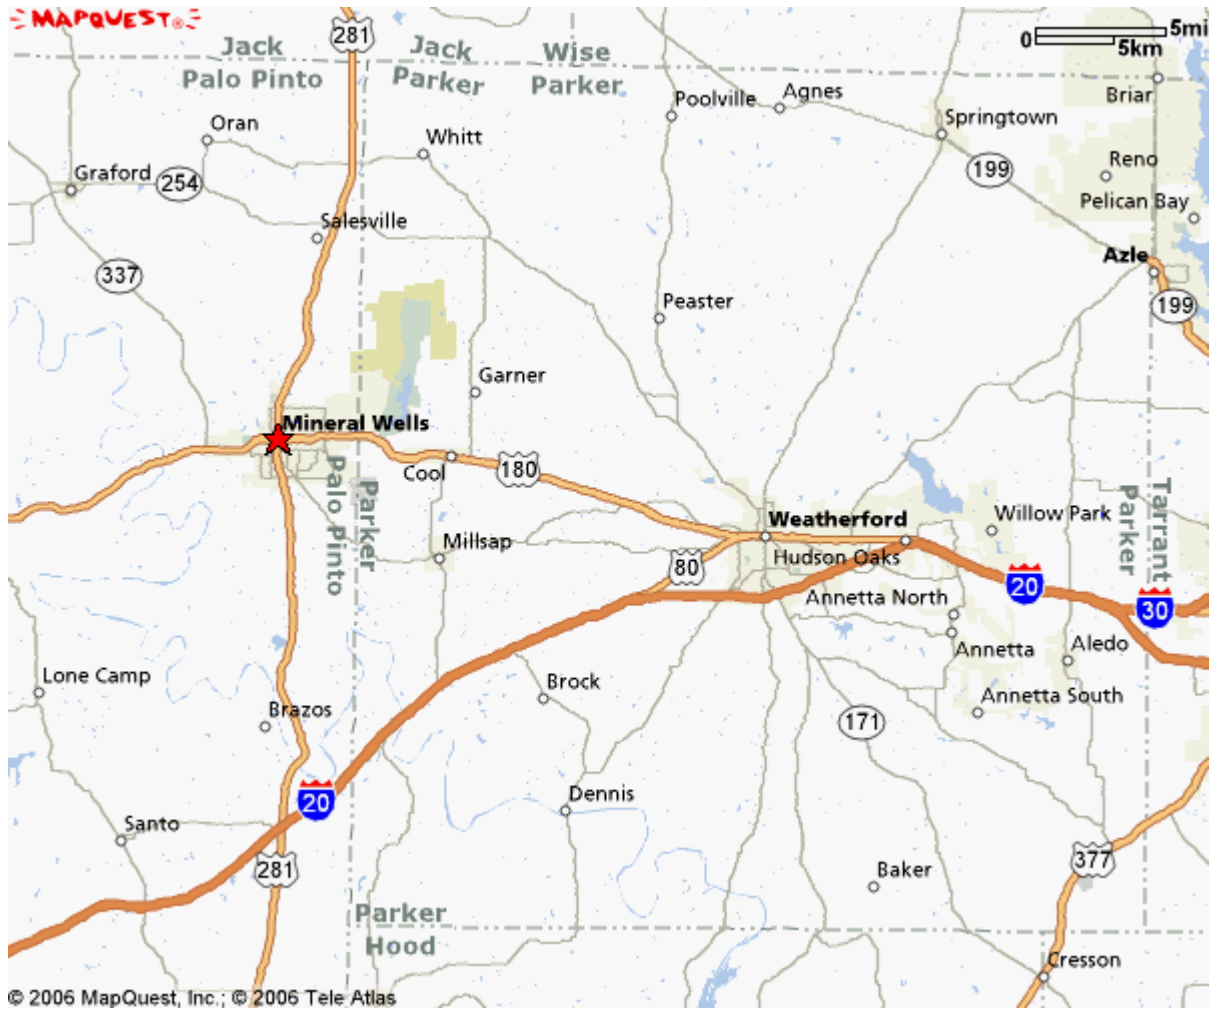 MAPQUEST®
281
0
5mi
5km
Jack
Palo Pinto
Jack
Parker
Wise
Parker
Poolville
Agnes
Briar
Springtown
Oran
Whitt
Graford
254
199
Reno
Pelican Bay
Salesville
337
Azle
199
Peaster
Garner
Mineral Wells
Cool
180
Palo Pinto
Parker
Weatherford
Willow Park
Parker
Tarrant
Millsap
80
Hudson Oaks
20
30
Annetta North
Annetta
Aledo
Lone Camp
Brock
Annetta South
Brazos
171
20
Dennis
Santo
281
377
Baker
Parker
Hood
Cresson
© 2006 MapQuest, Inc.; © 2006 Tele Atlas